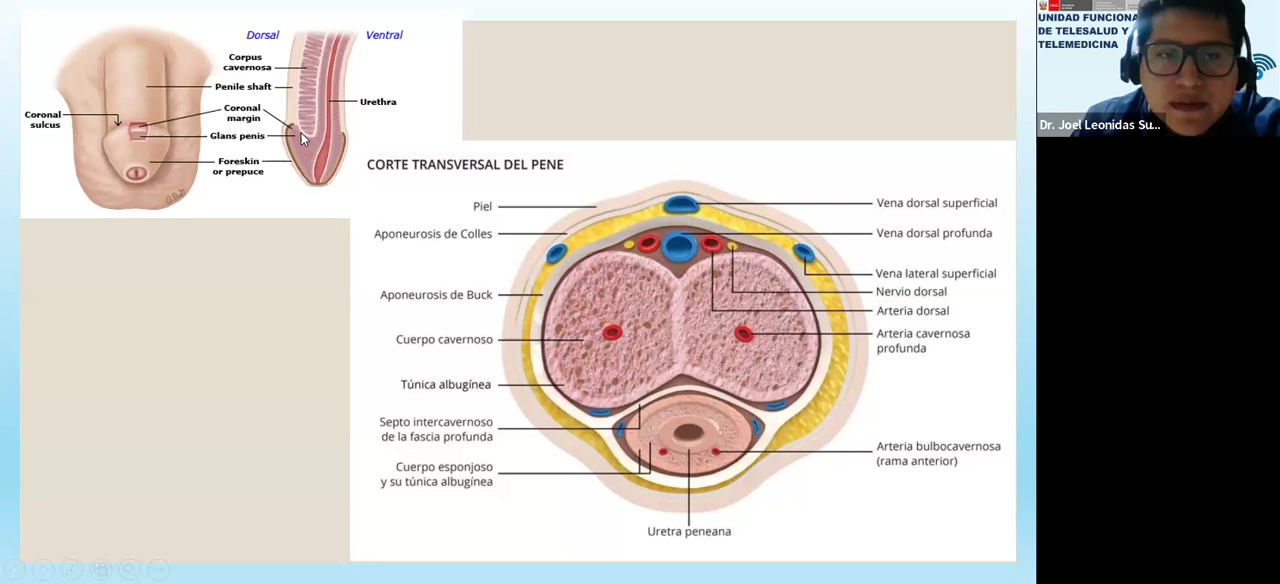 Dorsal
Ventral
Corpus
cavernosa
Penile shaft
Coronal
margin
Urethra
Coronal
sulcus
Glans penis
Foreskin
or prepuce
CORTE TRANSVERSAL DEL PENE
Piel
Aponeurosis de Colles
Aponeurosis de Buck
Cuerpo cavernoso
Túnica albugínea
Septo intercavernoso
de la fascia profunda
Cuerpo esponjoso
y su túnica albugínea
Vena dorsal superficial
Vena dorsal profunda
Vena lateral superficial
Nervio dorsal
Arteria dorsal
Arteria cavernosa
profunda
Arteria bulbocavernosa
(rama anterior)
Uretra peneana
UNIDAD FUNCIONA
DE TELESALUD Y
TELEMEDICINA
Dr. Joel Leonidas Su...